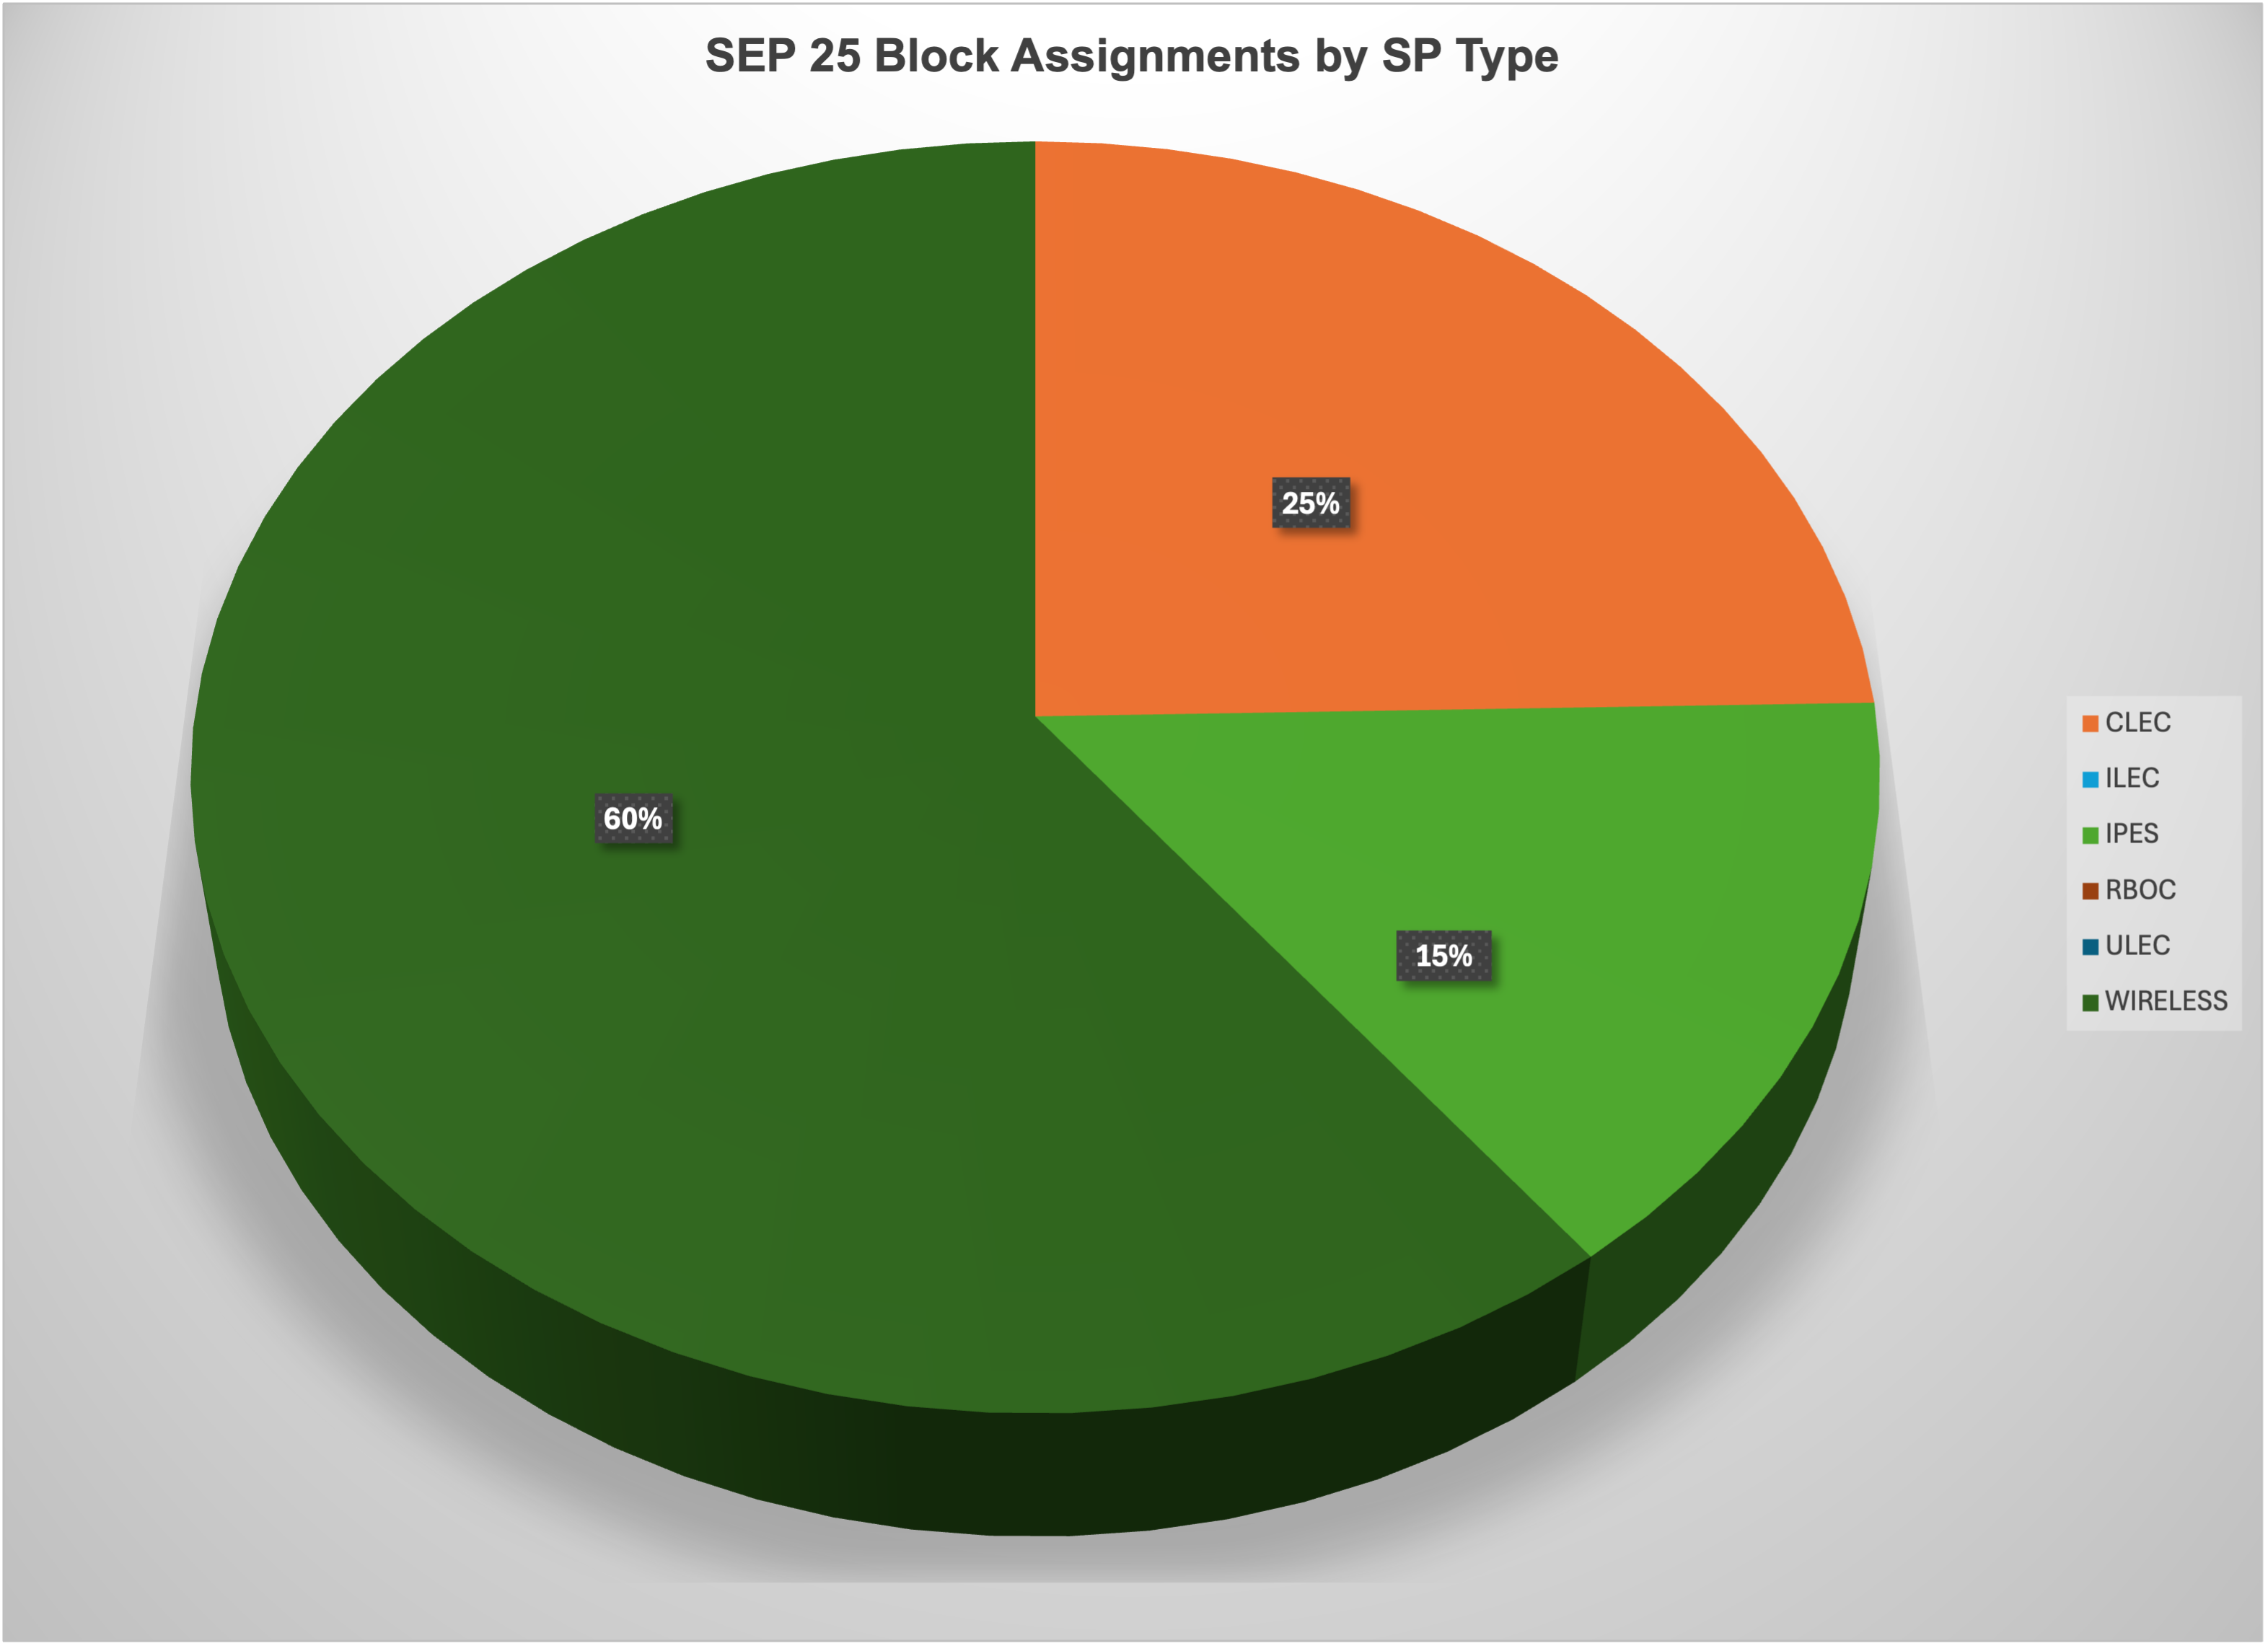 SEP 25 Block Assignments by SP Type
25%
60%
15%
CLEC
ILEC
IPES
RBOC
ULEC
WIRELESS